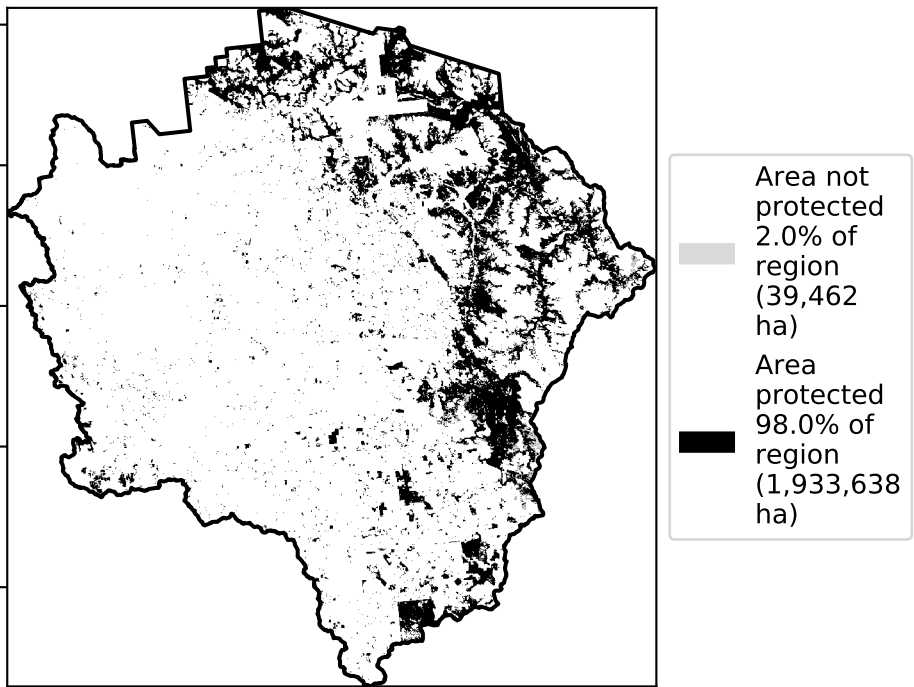 Area not
protected
2.0% of
region
(39,462
ha)
Area
protected
98.0% of
region
(1,933,638
ha)